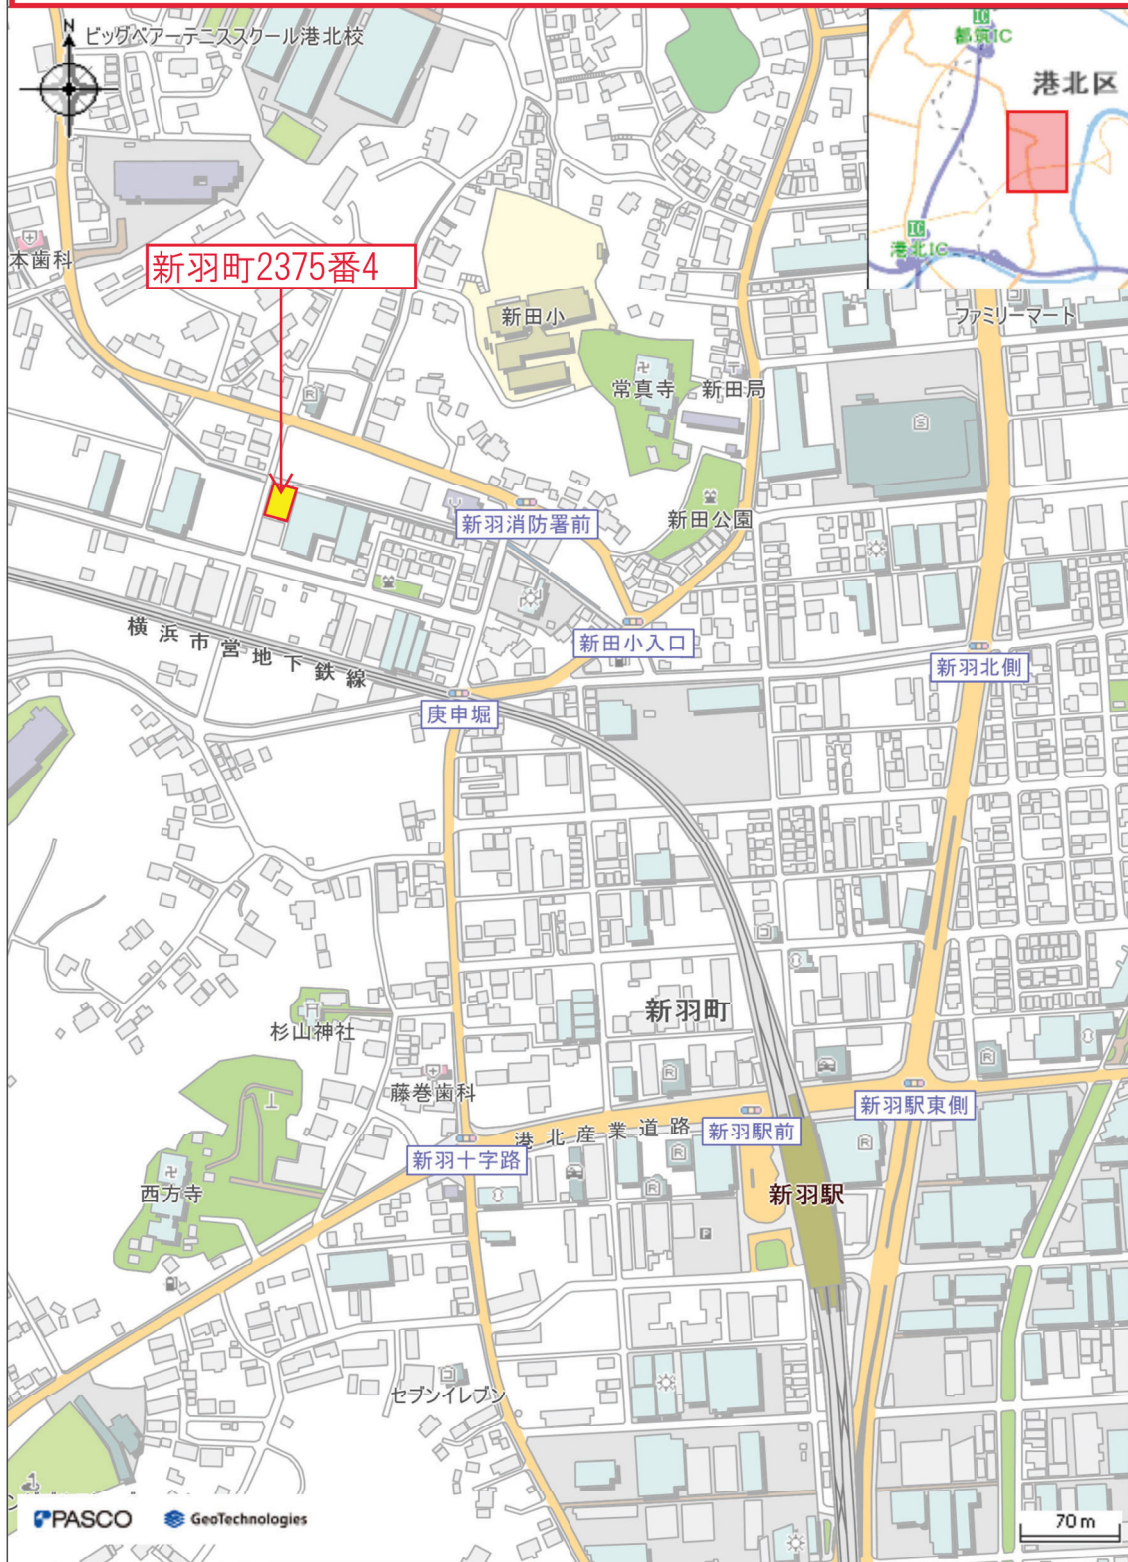 N
ビッグベアーテニススクール港北校
IC
都筑IC
港北区
IC
港北IC
本歯科
新羽町2375番4
新田小
ファミリーマート
常真寺
新田局
R
新羽消防署前
新田公園
横浜市営地下鉄線
新田小入口
新羽北側
庚申堀
新羽町
杉山神社
藤巻歯科
R
R
新羽駅東側
新羽駅前
港北産業道路
新羽十字路
R
R
R
西方寺
新羽駅
P
セブンイレブン
PASCO
GeoTechnologies
70 m